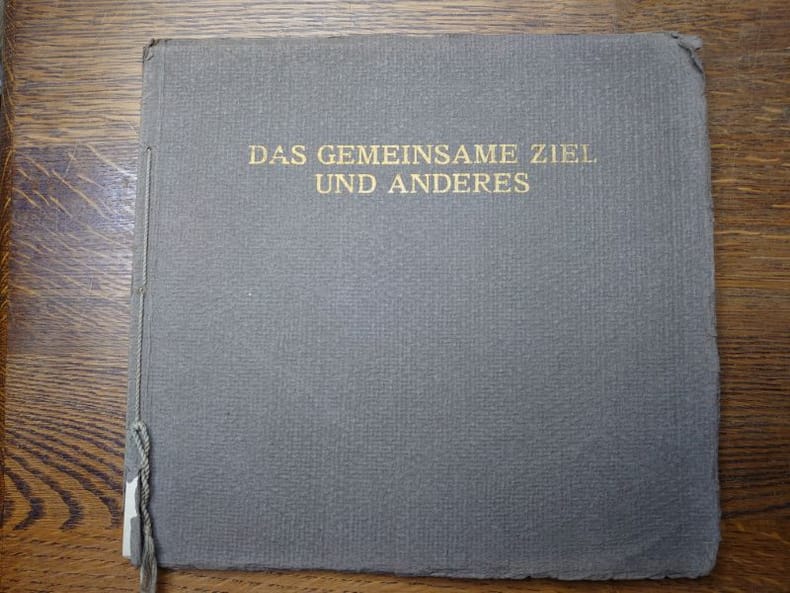 DAS GEMEINSAME ZIEL
UND ANDERES